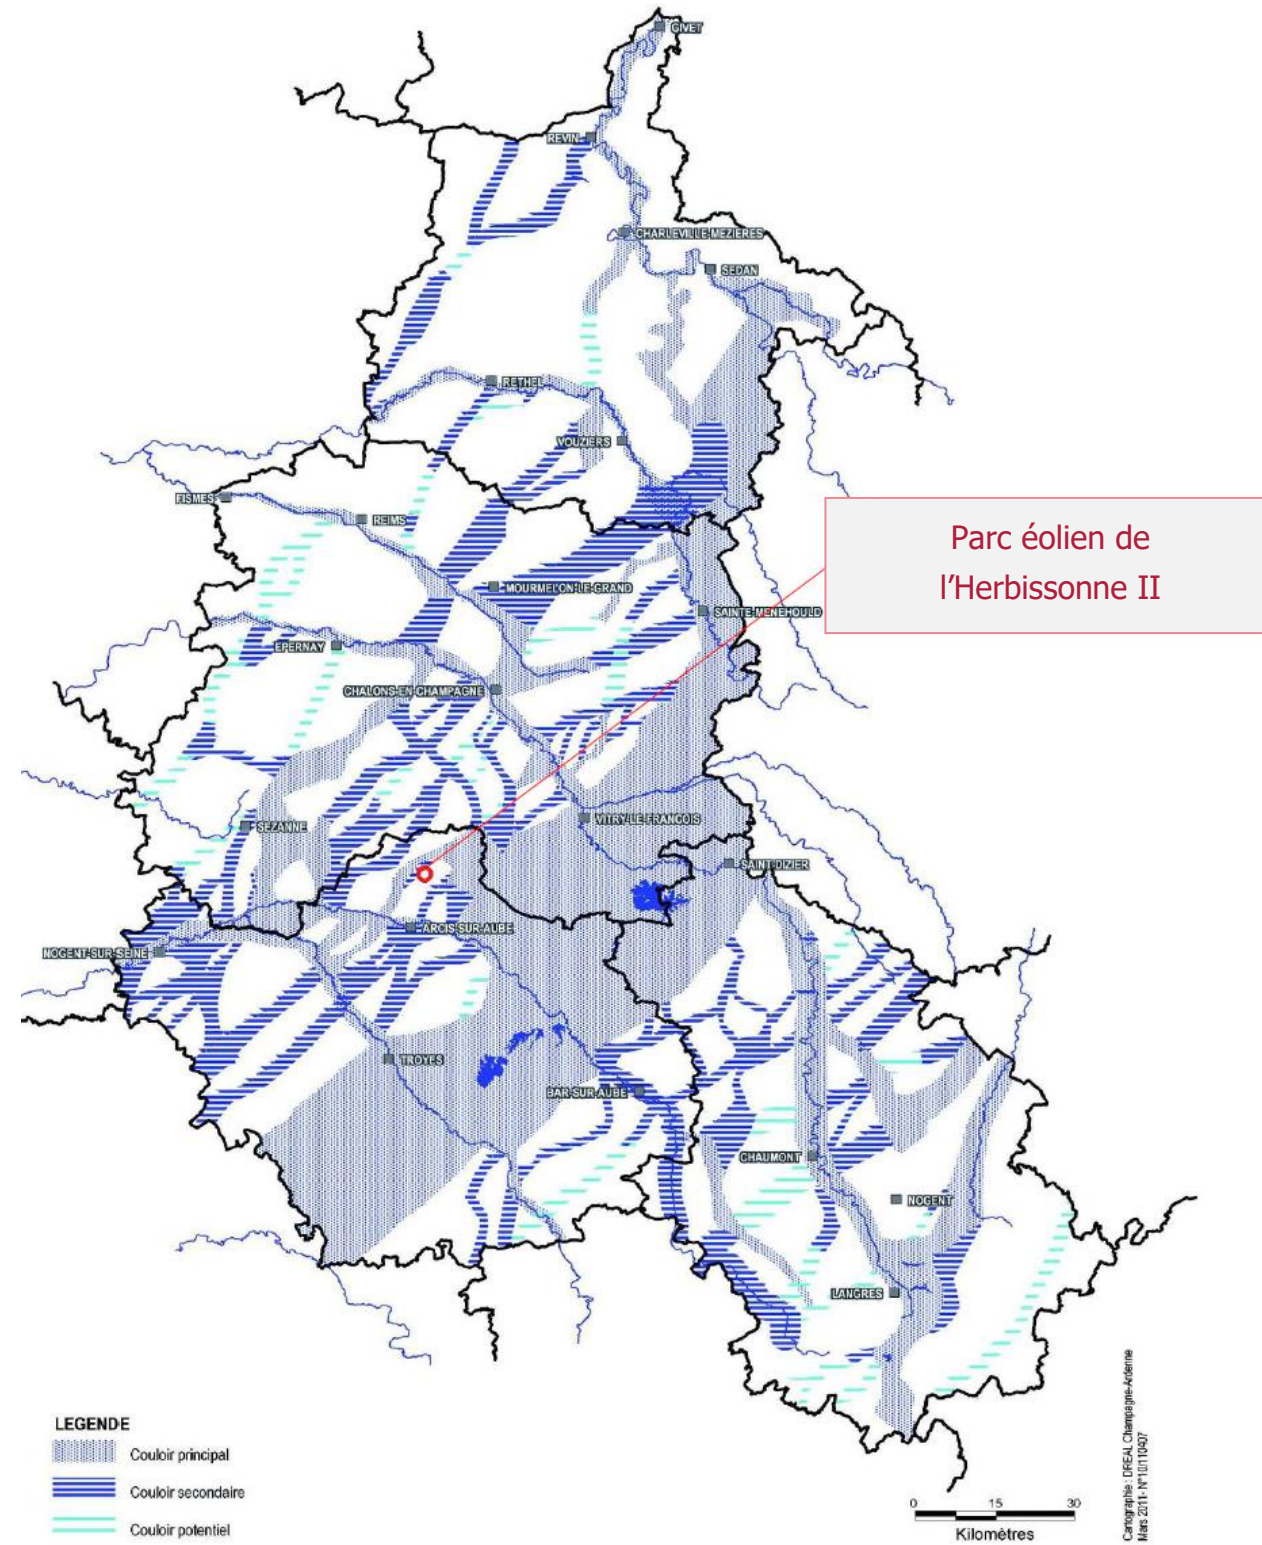 GIVET
REVIN
CHARLEVILLE-MEZIERES
SEDAN
RETHEL
VOUZIERS
FISMES
REIMS
Parc éolien de
l'Herbissonne II
MOURMELON-LE-GRAND
SAINTE-MENEHOULD
EPERNAY
CHALONS-EN-CHAMPAGNE
VITRY-LE-FRANCOIS
SEZANNE
SAINT-DIZIER
ARCIS-SUR-AUBE
NOGENT-SUR-SEINE
TROYES
BAR-SUR-AUBE
CHAUMONT
NOGENT
LANGRES
LEGENDE
Couloir principal
Couloir secondaire
Couloir potentiel
0 15 30
Kilomètres
Cartographie : DREAL Champagne-Ardenne
Mars 2011- N°10/110407